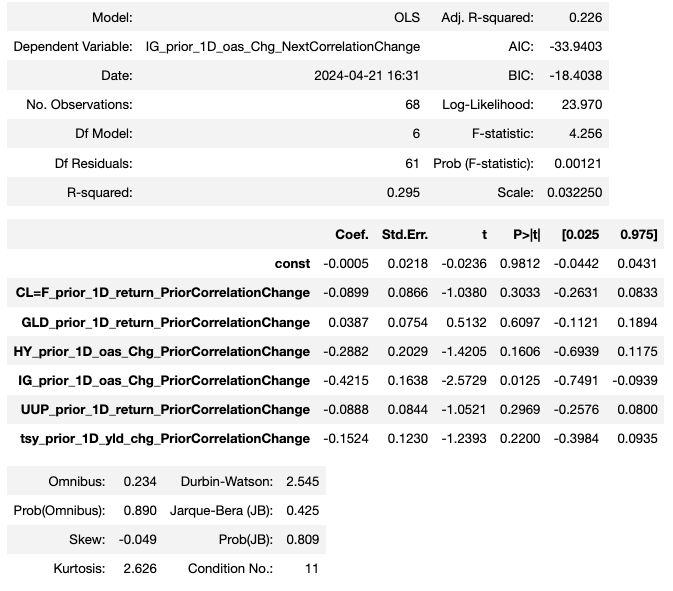 Model: OLS Adj. R-squared: 0.226
Dependent Variable: IG_prior_1D_oas_Chg_NextCorrelationChange AIC: -33.9403
Date: 2024-04-21 16:31 BIC: -18.4038
No. Observations: 68 Log-Likelihood: 23.970
Df Model: 6 F-statistic: 4.256
Df Residuals: 61 Prob (F-statistic): 0.00121
R-squared: 0.295 Scale: 0.032250
Coef. Std.Err. t P>|t| [0.025 0.975]
const -0.0005 0.0218 -0.0236 0.9812 -0.0442 0.0431
CL=F_prior_1D_return_PriorCorrelationChange -0.0899 0.0866 -1.0380 0.3033 -0.2631 0.0833
GLD_prior_1D_return_PriorCorrelationChange 0.0387 0.0754 0.5132 0.6097 -0.1121 0.1894
HY_prior_1D_oas_Chg_PriorCorrelationChange -0.2882 0.2029 -1.4205 0.1606 -0.6939 0.1175
IG_prior_1D_oas_Chg_PriorCorrelationChange -0.4215 0.1638 -2.5729 0.0125 -0.7491 -0.0939
UUP_prior_1D_return_PriorCorrelationChange -0.0888 0.0844 -1.0521 0.2969 -0.2576 0.0800
tsy_prior_1D_yld_chg_PriorCorrelationChange -0.1524 0.1230 -1.2393 0.2200 -0.3984 0.0935
Omnibus: 0.234 Durbin-Watson: 2.545
Prob(Omnibus): 0.890 Jarque-Bera (JB): 0.425
Skew: -0.049 Prob(JB): 0.809
Kurtosis: 2.626 Condition No.: 11